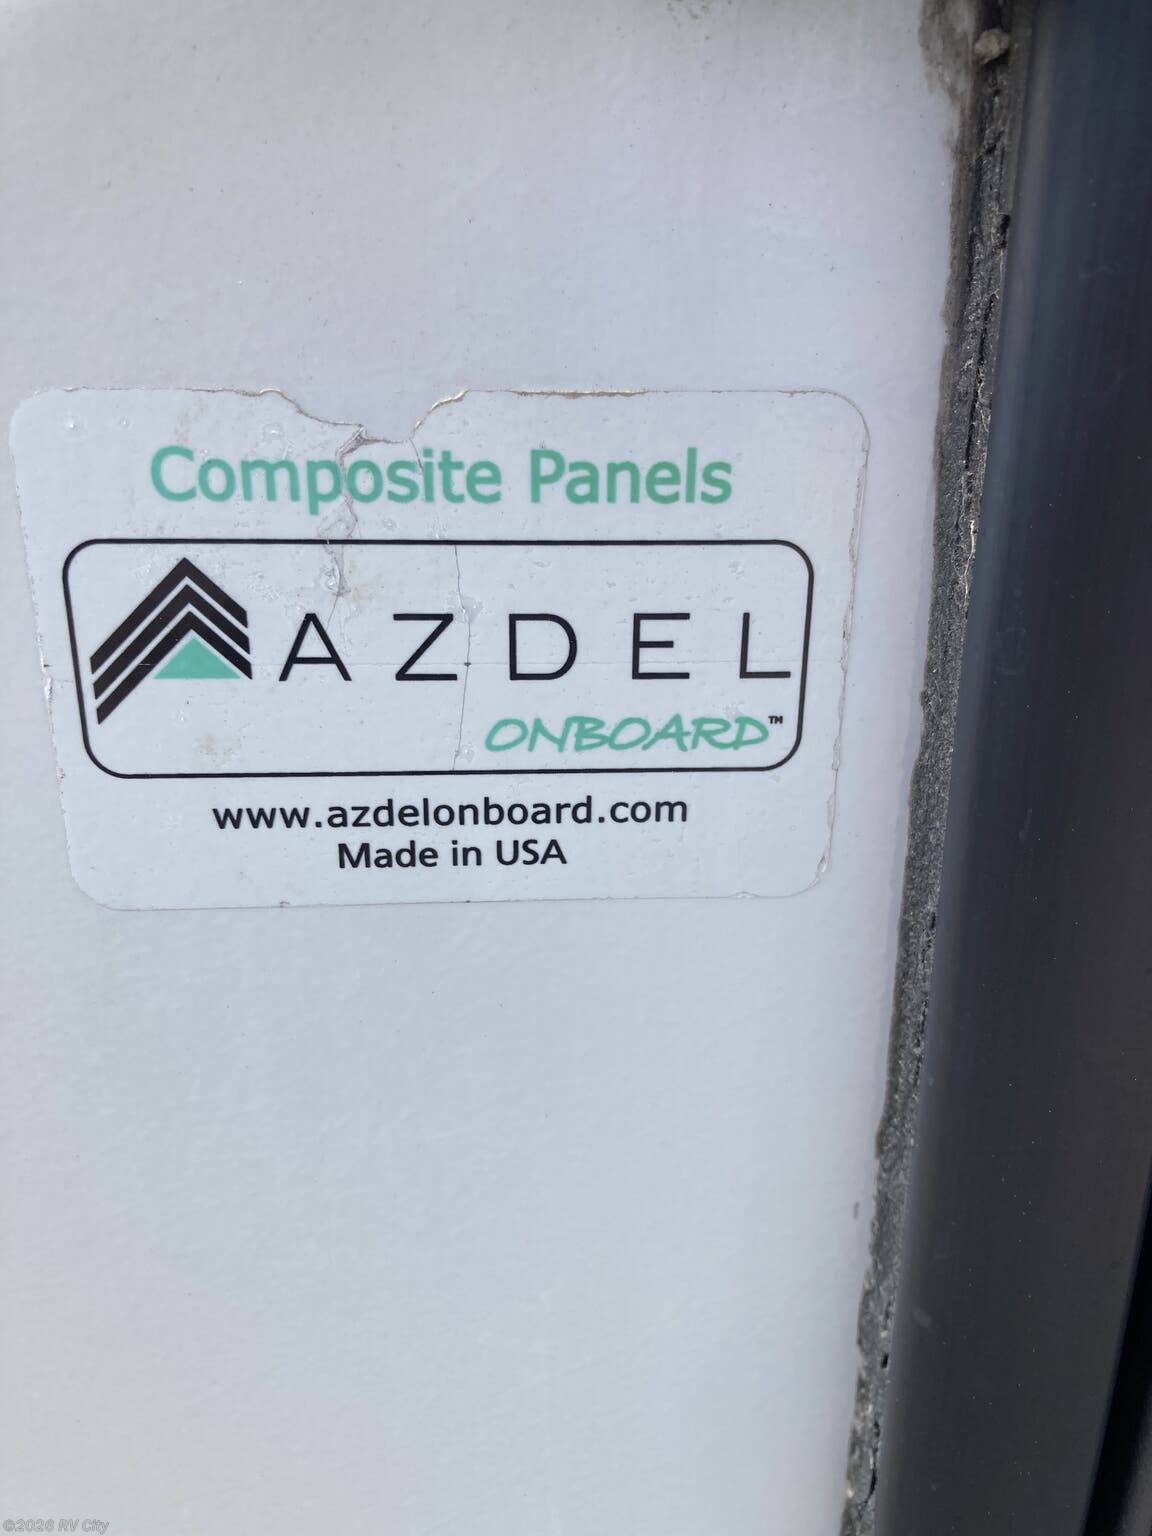 Composite Panels
AZDEL
ONBOARD™
www.azdelonboard.com
Made in USA
©2026 RV City